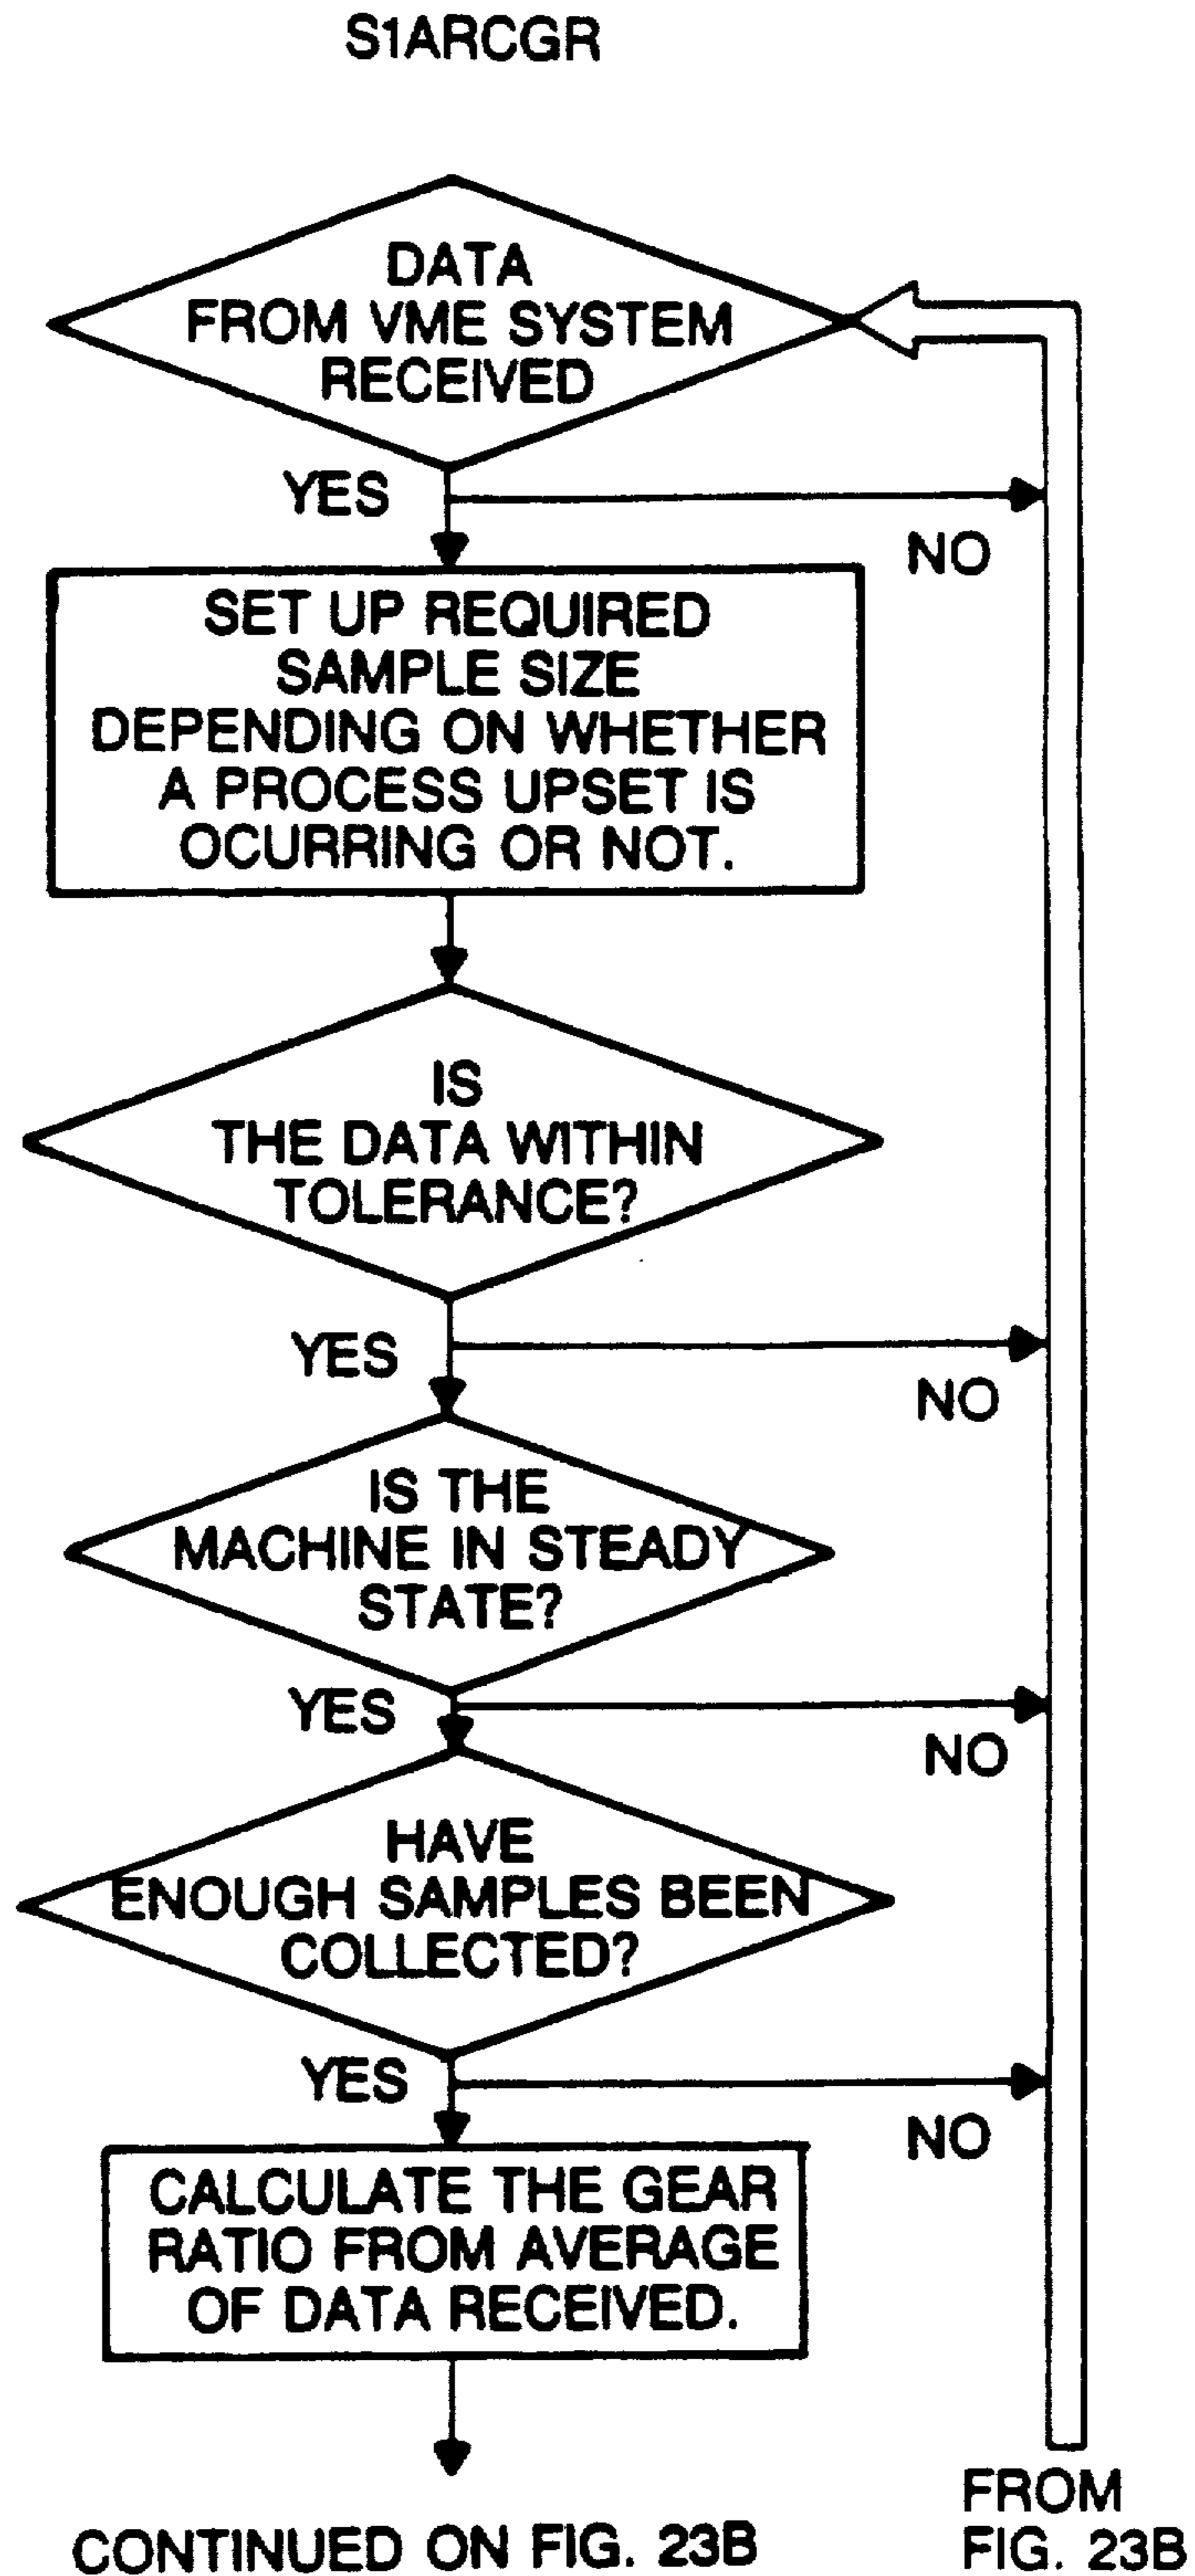 S1ARCGR
DATA
FROM VME SYSTEM
RECEIVED
YES
NO
SET UP REQUIRED
SAMPLE SIZE
DEPENDING ON WHETHER
A PROCESS UPSET IS
OCURRING OR NOT.
IS
THE DATA WITHIN
TOLERANCE?
YES
NO
IS THE
MACHINE IN STEADY
STATE?
YES
NO
HAVE
ENOUGH SAMPLES BEEN
COLLECTED?
YES
NO
CALCULATE THE GEAR
RATIO FROM AVERAGE
OF DATA RECEIVED.
CONTINUED ON FIG. 23B
FROM
FIG. 23B